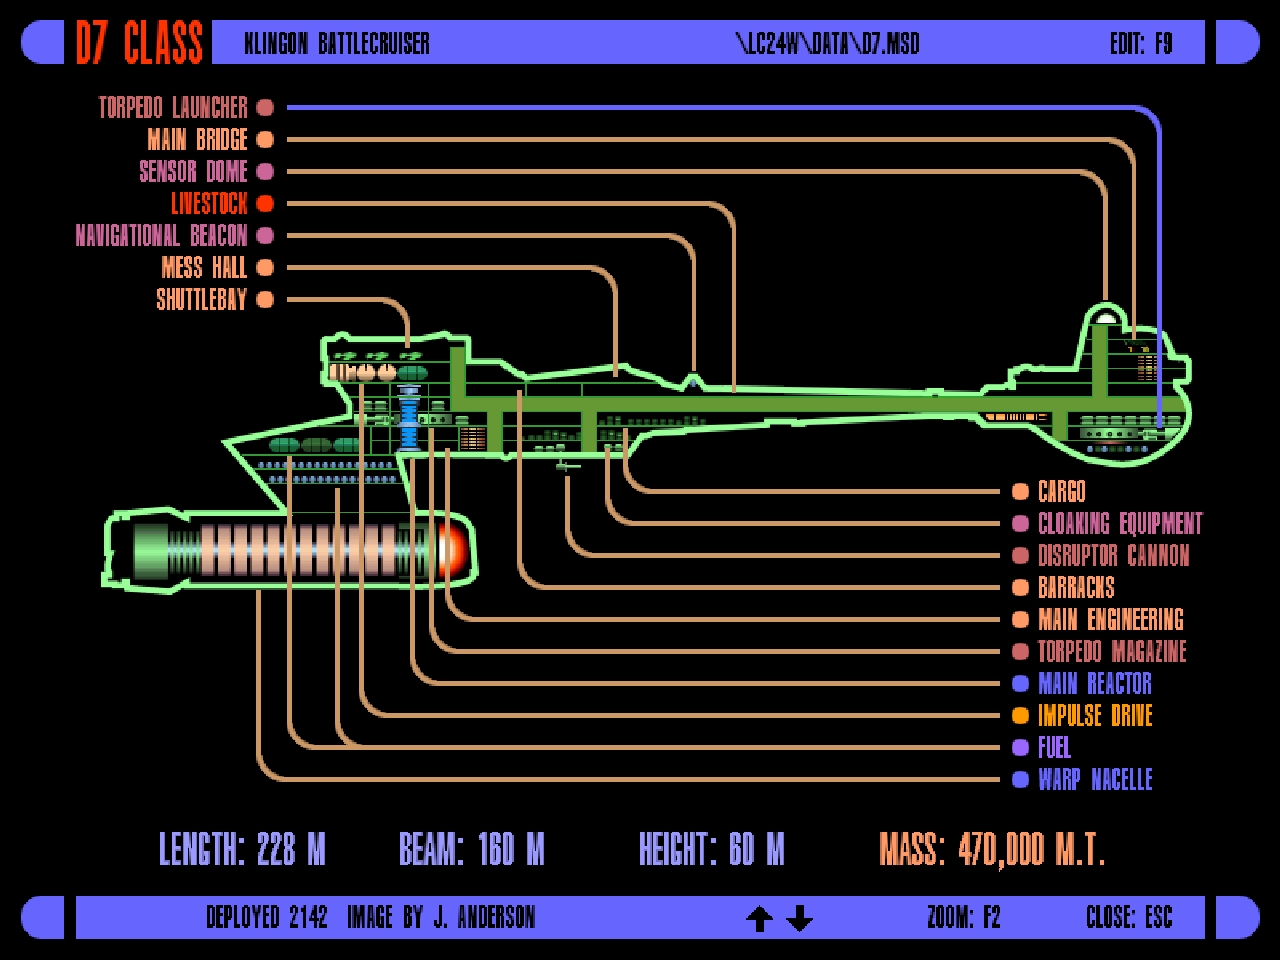 D7 CLASS KLINGON BATTLECRUISER \LC24W\DATA\D7.MSD EDIT: F9
TORPEDO LAUNCHER
MAIN BRIDGE
SENSOR DOME
LIVESTOCK
NAVIGATIONAL BEACON
MESS HALL
SHUTTLEBAY
CARGO
CLOAKING EQUIPMENT
DISRUPTOR CANNON
BARRACKS
MAIN ENGINEERING
TORPEDO MAGAZINE
MAIN REACTOR
IMPULSE DRIVE
FUEL
WARP NACELLE
LENGTH: 228 M BEAM: 160 M HEIGHT: 60 M MASS: 470,000 M.T.
DEPLOYED 2142 IMAGE BY J. ANDERSON ZOOM: F2 CLOSE: ESC